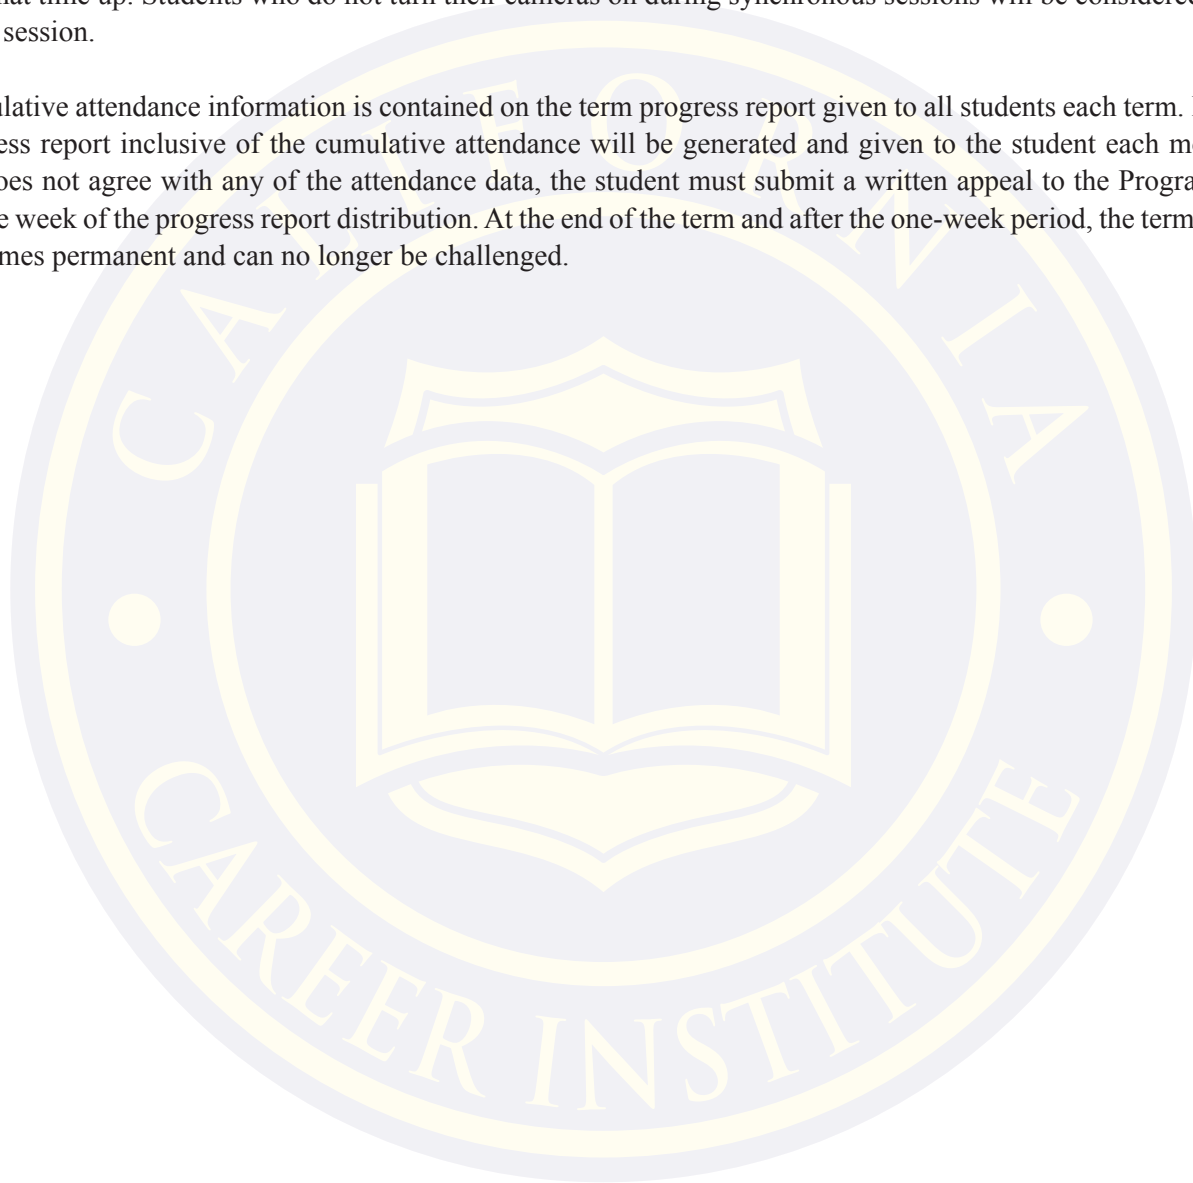 time up. Students who do not turn their cameras on during synchronous sessions will be considered
session.
ulative attendance information is contained on the term progress report given to all students each term.
ess report inclusive of the cumulative attendance will be generated and given to the student each
oes not agree with any of the attendance data, the student must submit a written appeal to the Progra
e week of the progress report distribution. At the end of the term and after the one-week period, the term
mes permanent and can no longer be challenged.
CALIFORNIA
CAREER INSTITUTE